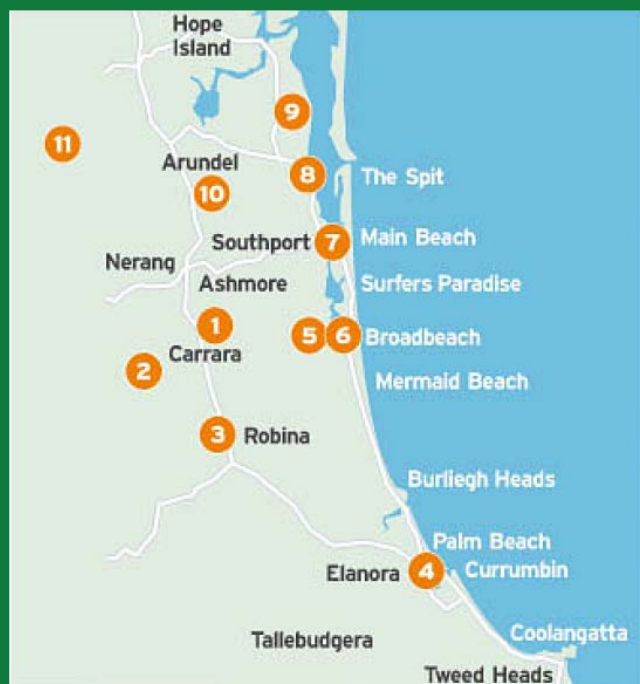 Hope
Island
9
11
Arundel
8
The Spit
10
Southport
7
Main Beach
Nerang
Ashmore
Surfers Paradise
1
5
6
Broadbeach
Carrara
2
Mermaid Beach
3
Robina
Burliegh Heads
Palm Beach
Elanora
4
Currumbin
Tallebudgera
Coolangatta
Tweed Heads